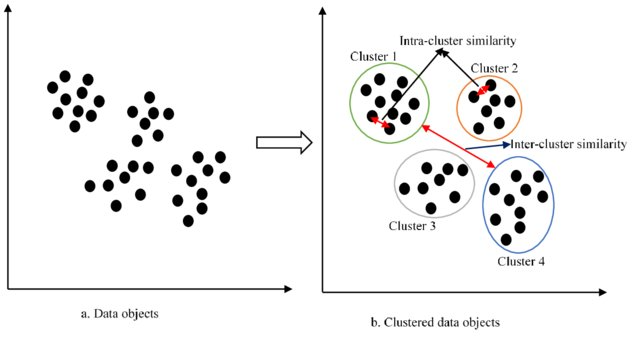 Intra-cluster similarity
Cluster 1
Cluster 2
Inter-cluster similarity
Cluster 3
Cluster 4
a. Data objects
b. Clustered data objects